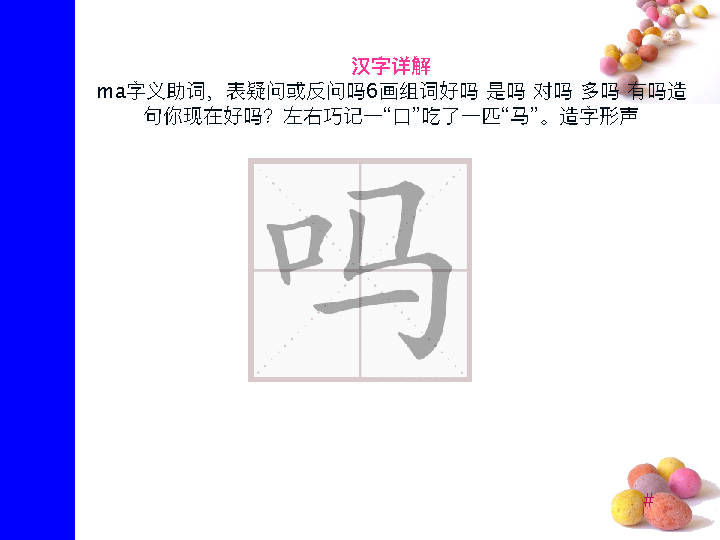 汉字详解
ma字义助词，表疑问或反问吗6画组词好吗 是吗 对吗 多吗 有吗造
句你现在好吗？左右巧记一“口”吃了一匹“马”。造字形声
吗
#